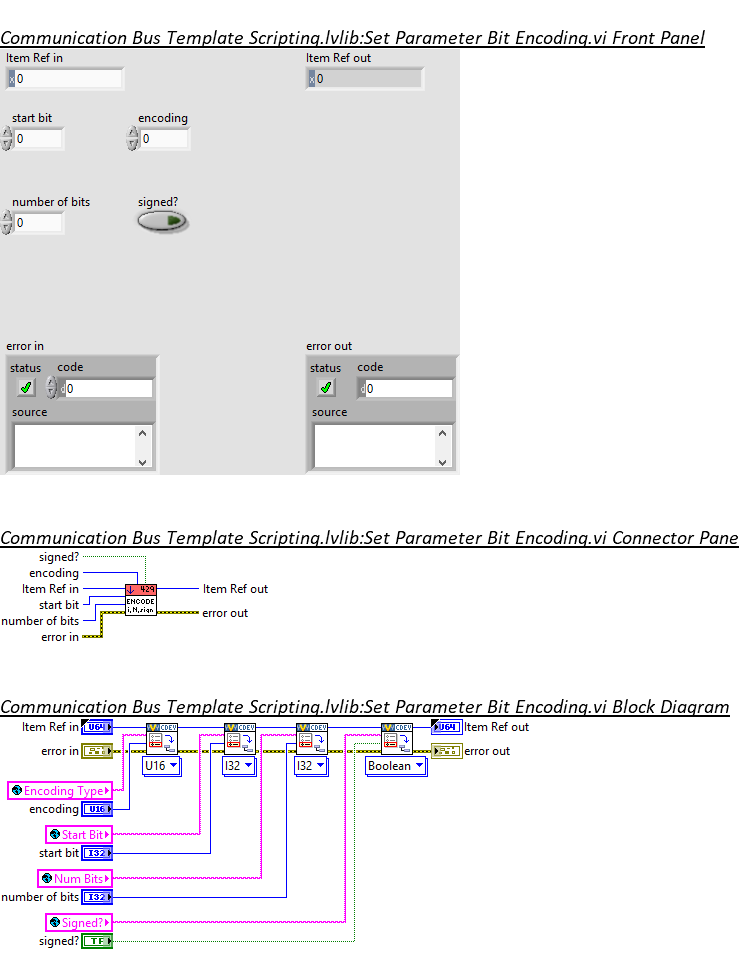 Communication Bus Template Scripting.lvlib:Set Parameter Bit Encoding.vi Front Panel
Item Ref in Item Ref out
x 0 x 0
start bit encoding
0 0
number of bits signed?
0
error in error out
status code status code
d 0 d 0
source source
Communication Bus Template Scripting.lvlib:Set Parameter Bit Encoding.vi Connector Pane
signed?
encoding
Item Ref in 429 Item Ref out
start bit ENCODE
number of bits i,N,sign error out
error in
Communication Bus Template Scripting.lvlib:Set Parameter Bit Encoding.vi Block Diagram
Item Ref in U64 CDEV CDEV CDEV CDEV U64 Item Ref out
error in error out
U16 I32 I32 Boolean
Encoding Type
encoding U16
Start Bit
start bit I32
Num Bits
number of bits I32
Signed?
signed? TF